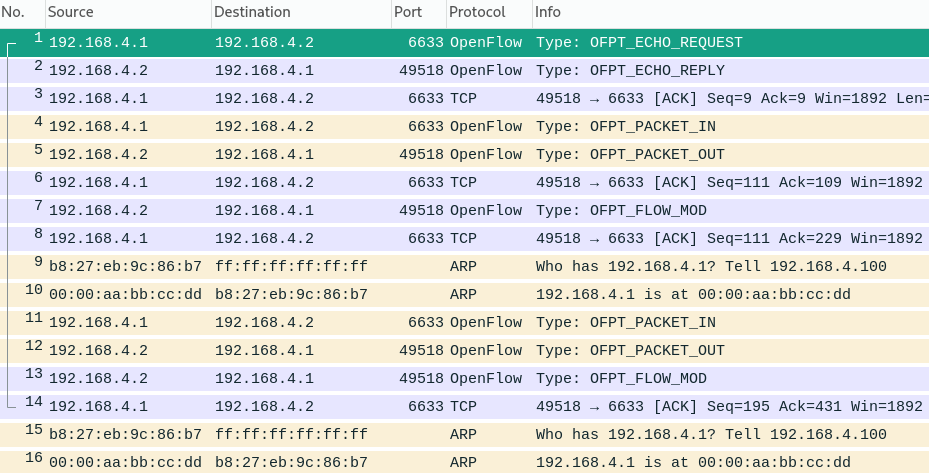 No. Source Destination Port Protocol Info
1 192.168.4.1 192.168.4.2 6633 OpenFlow Type: OFPT_ECHO_REQUEST
2 192.168.4.2 192.168.4.1 49518 OpenFlow Type: OFPT_ECHO_REPLY
3 192.168.4.1 192.168.4.2 6633 TCP 49518 → 6633 [ACK] Seq=9 Ack=9 Win=1892 Len=
4 192.168.4.1 192.168.4.2 6633 OpenFlow Type: OFPT_PACKET_IN
5 192.168.4.2 192.168.4.1 49518 OpenFlow Type: OFPT_PACKET_OUT
6 192.168.4.1 192.168.4.2 6633 TCP 49518 → 6633 [ACK] Seq=111 Ack=109 Win=1892
7 192.168.4.2 192.168.4.1 49518 OpenFlow Type: OFPT_FLOW_MOD
8 192.168.4.1 192.168.4.2 6633 TCP 49518 → 6633 [ACK] Seq=111 Ack=229 Win=1892
9 b8:27:eb:9c:86:b7 ff:ff:ff:ff:ff:ff ARP Who has 192.168.4.1? Tell 192.168.4.100
10 00:00:aa:bb:cc:dd b8:27:eb:9c:86:b7 ARP 192.168.4.1 is at 00:00:aa:bb:cc:dd
11 192.168.4.1 192.168.4.2 6633 OpenFlow Type: OFPT_PACKET_IN
12 192.168.4.2 192.168.4.1 49518 OpenFlow Type: OFPT_PACKET_OUT
13 192.168.4.2 192.168.4.1 49518 OpenFlow Type: OFPT_FLOW_MOD
14 192.168.4.1 192.168.4.2 6633 TCP 49518 → 6633 [ACK] Seq=195 Ack=431 Win=1892
15 b8:27:eb:9c:86:b7 ff:ff:ff:ff:ff:ff ARP Who has 192.168.4.1? Tell 192.168.4.100
16 00:00:aa:bb:cc:dd b8:27:eb:9c:86:b7 ARP 192.168.4.1 is at 00:00:aa:bb:cc:dd